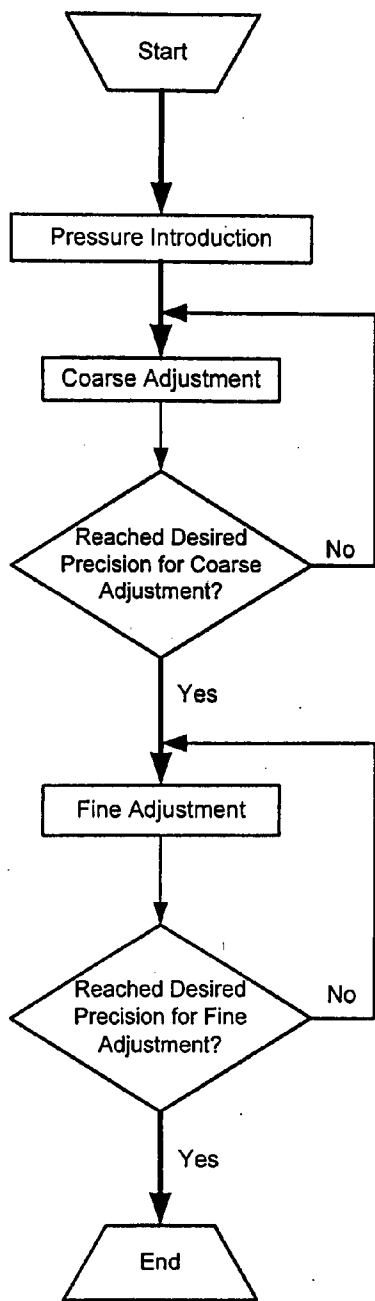 Start
Pressure Introduction
Coarse Adjustment
Reached Desired
Precision for Coarse
Adjustment?
No
Yes
Fine Adjustment
Reached Desired
Precision for Fine
Adjustment?
No
Yes
End